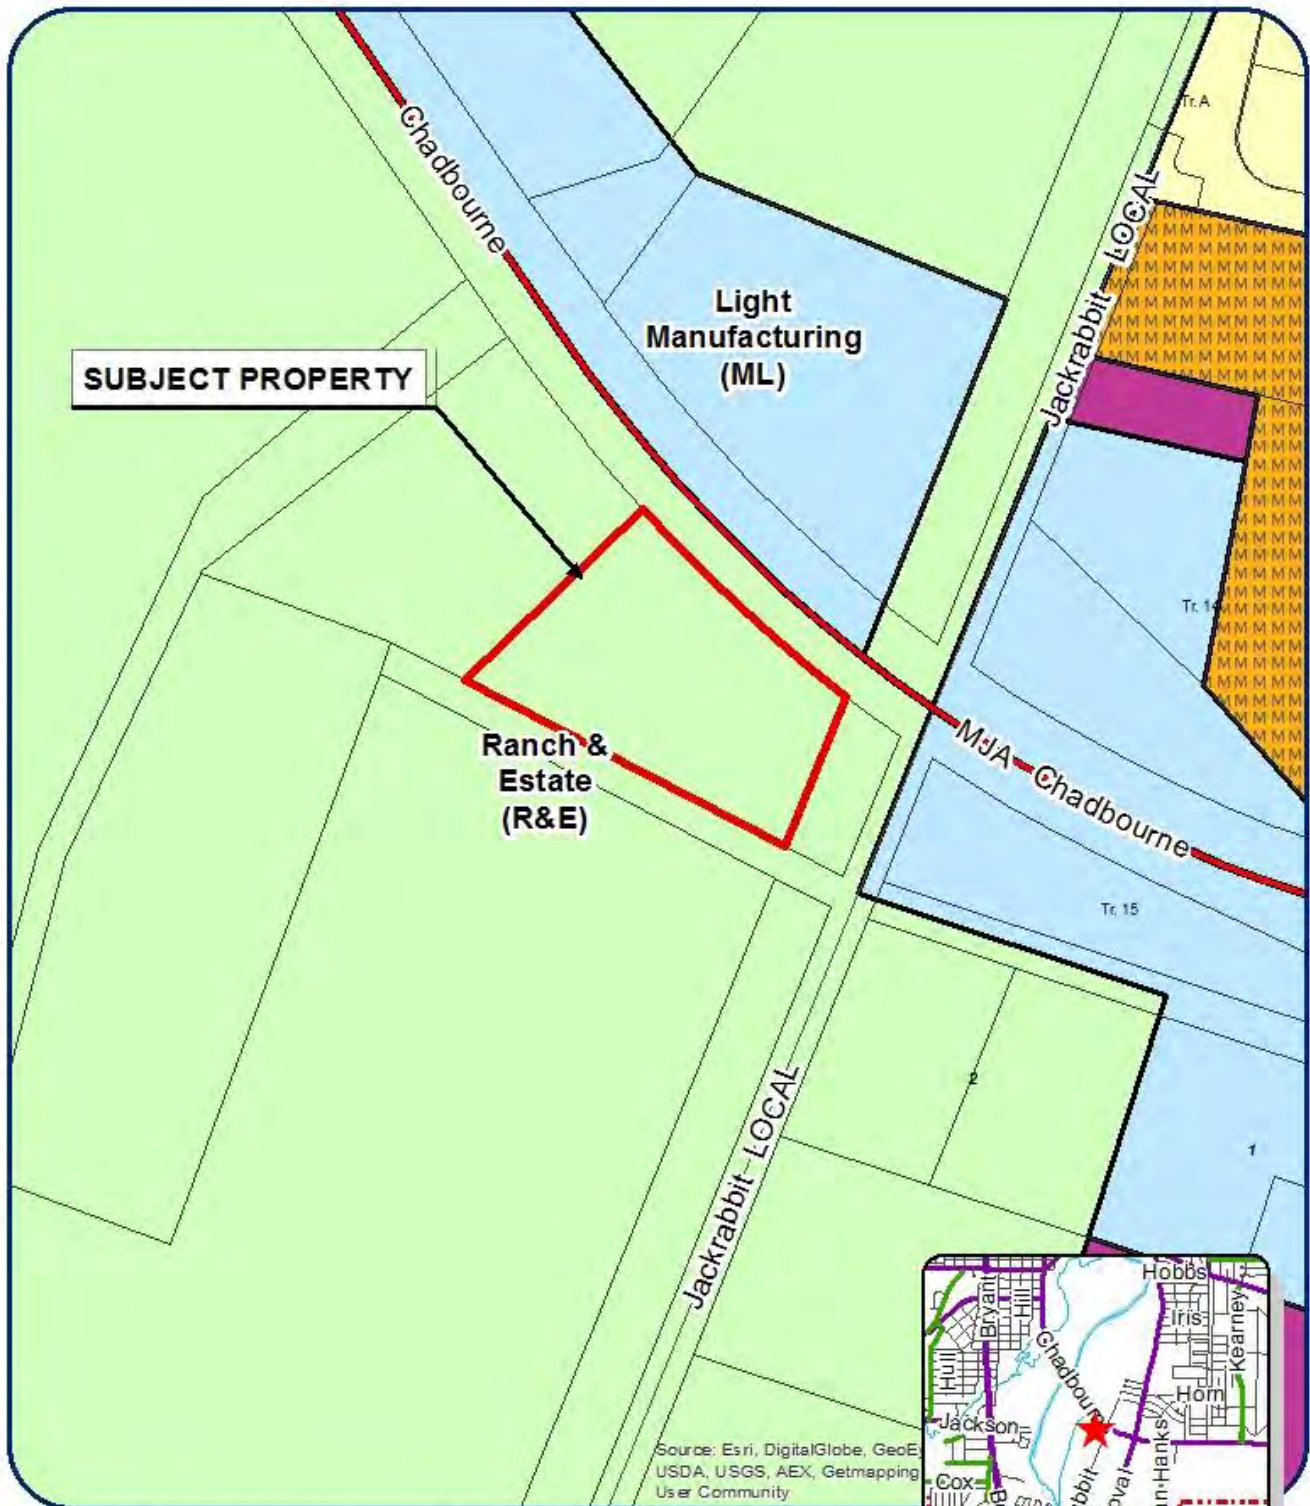 Tr. A
Chadbourne
Jackrabbit LOCAL
Light
Manufacturing
(ML)
SUBJECT PROPERTY
Tr. 14
Ranch &
Estate
(R&E)
MJA Chadbourne
Tr. 15
2
1
Jackrabbit LOCAL
Hobbs
Bryant
Hill
Iris
Kearney
Chadbourn
Hull
Horn
Jackson
Cox
Source: Esri, DigitalGlobe, GeoEy
USDA, USGS, AEX, Getmapping
User Community